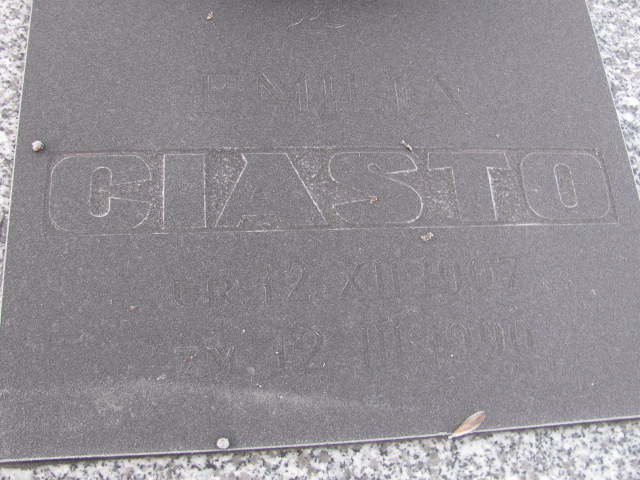 EMILIA
CIASTO
UR. 12 XII 1907
ZM. 12 III 1990